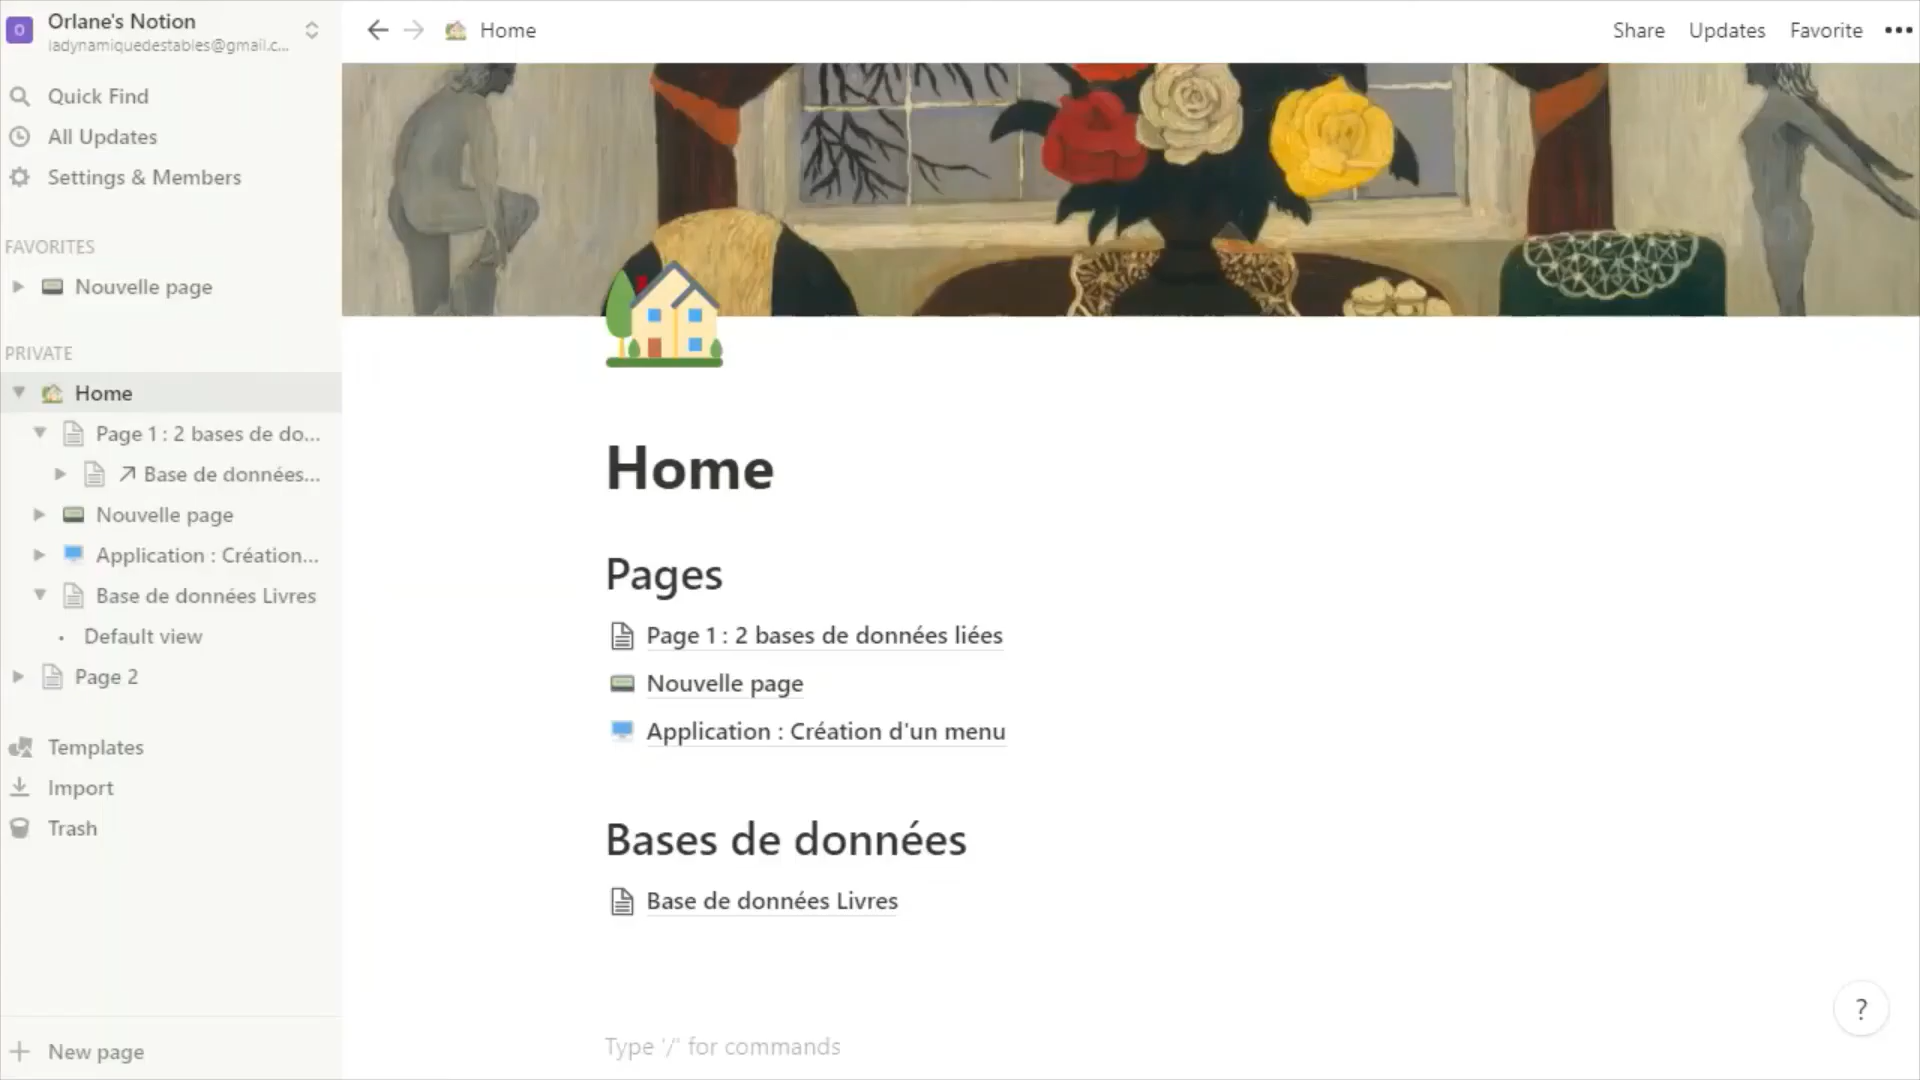 O
Orlane's Notion
ladynamiquedestables@gmail.c...
Quick Find
All Updates
Settings & Members
FAVORITES
Nouvelle page
PRIVATE
Home
Page 1 : 2 bases de do...
Base de données...
Nouvelle page
Application : Création...
Base de données Livres
Default view
Page 2
Templates
Import
Trash
New page
Home
Share
Updates
Favorite
Home
Pages
Page 1 : 2 bases de données liées
Nouvelle page
Application : Création d'un menu
Bases de données
Base de données Livres
Type '/' for commands
?